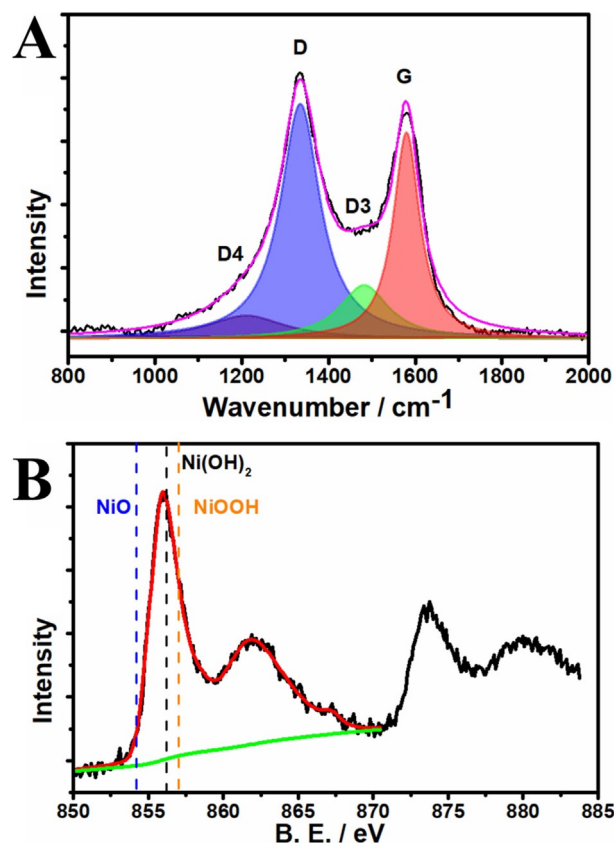 A
D
G
D3
D4
Intensity
800 1000 1200 1400 1600 1800 2000
Wavenumber / cm-1
B
Ni(OH)2
NiO
NiOOH
Intensity
850 855 860 865 870 875 880 885
B. E. / eV